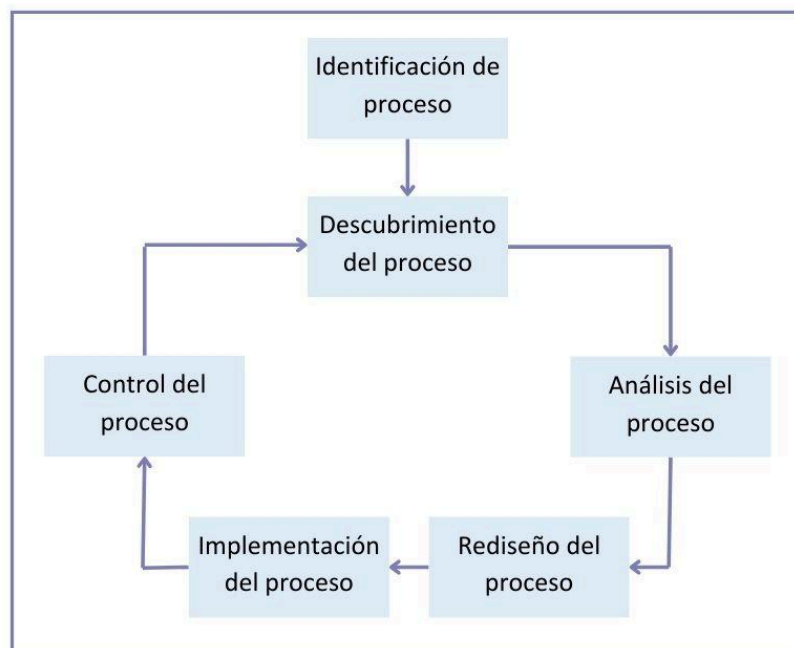 Identificación de
proceso
Descubrimiento
del proceso
Análisis del
proceso
Rediseño del
proceso
Implementación
del proceso
Control del
proceso